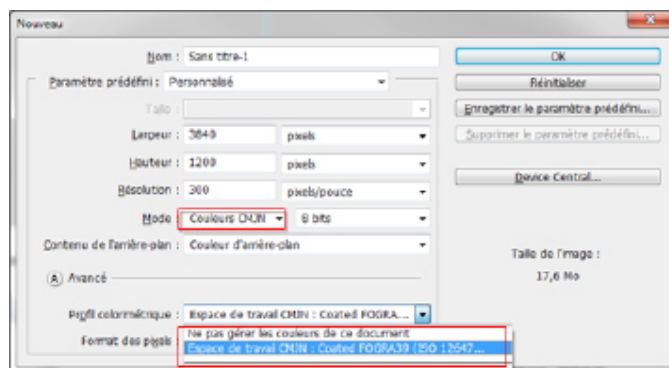 Nouveau
Nom : Sans titre-1
OK
Paramètre prédéfini : Personnalisé
Réinitialiser
Taille :
Enregistrer le paramètre prédéfini...
Largeur : 3840 pixels
Supprimer le paramètre prédéfini...
Hauteur : 1200 pixels
Résolution : 300 pixels/pouce
Device Central...
Mode : Couleurs CMJN 8 bits
Contenu de l'arrière-plan : Couleur d'arrière-plan
Taille de l'image :
17,6 Mo
Avancé
Profil colorimétrique : Espace de travail CMJN : Coated FOGRA...
Ne pas gérer les couleurs de ce document
Format des pixels :
Espace de travail CMJN : Coated FOGRA39 (ISO 12647...